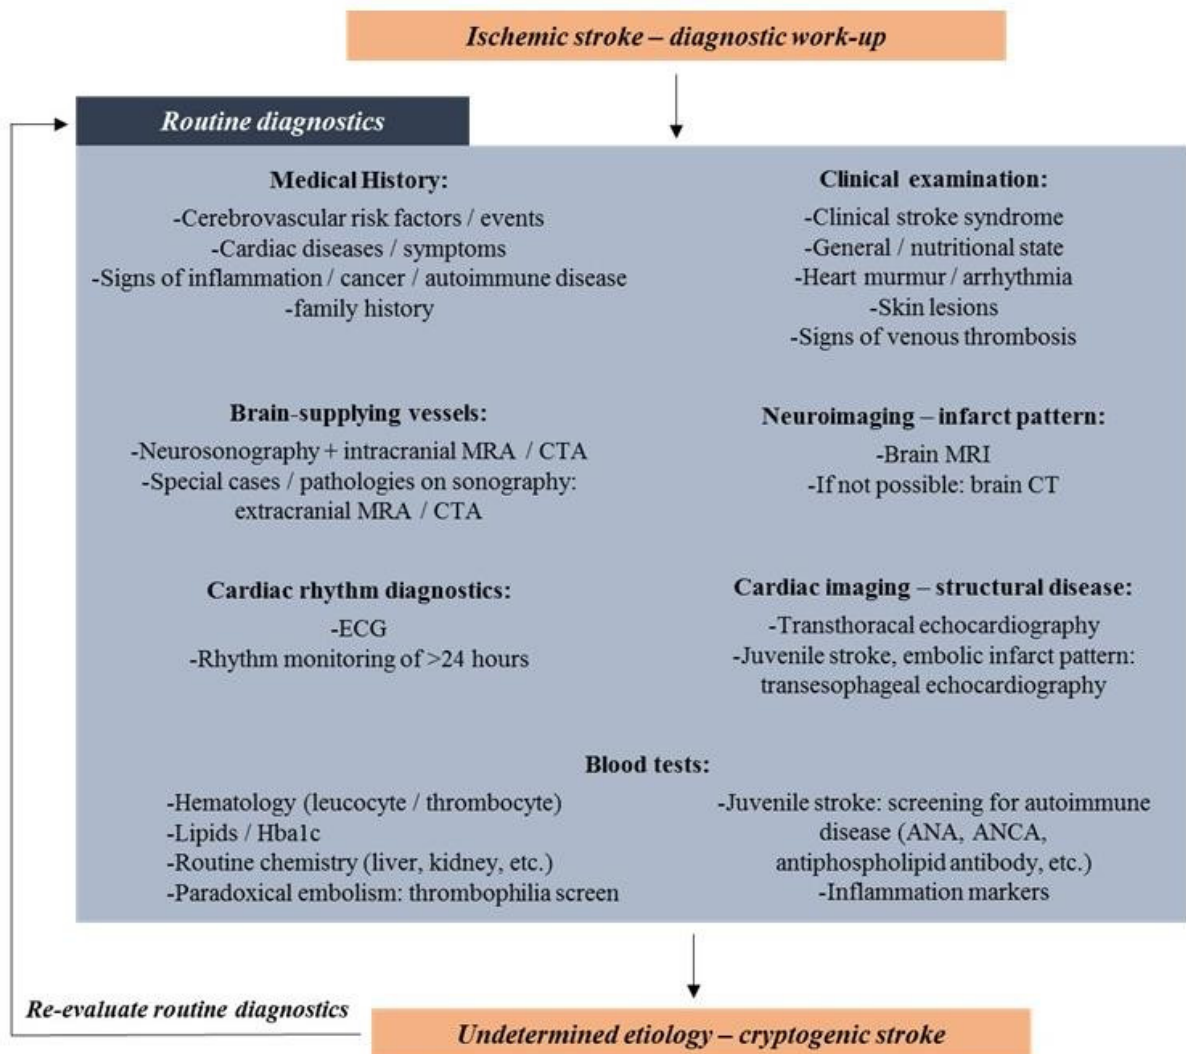 Ischemic stroke – diagnostic work-up
Routine diagnostics
Medical History:
-Cerebrovascular risk factors / events
-Cardiac diseases / symptoms
-Signs of inflammation / cancer / autoimmune disease
-family history
Clinical examination:
-Clinical stroke syndrome
-General / nutritional state
-Heart murmur / arrhythmia
-Skin lesions
-Signs of venous thrombosis
Brain-supplying vessels:
-Neurosonography + intracranial MRA / CTA
-Special cases / pathologies on sonography:
extracranial MRA / CTA
Neuroimaging – infarct pattern:
-Brain MRI
-If not possible: brain CT
Cardiac rhythm diagnostics:
-ECG
-Rhythm monitoring of >24 hours
Cardiac imaging – structural disease:
-Transthoracal echocardiography
-Juvenile stroke, embolic infarct pattern:
transesophageal echocardiography
Blood tests:
-Hematology (leucocyte / thrombocyte)
-Lipids / Hba1c
-Routine chemistry (liver, kidney, etc.)
-Paradoxical embolism: thrombophilia screen
-Juvenile stroke: screening for autoimmune
disease (ANA, ANCA,
antiphospholipid antibody, etc.)
-Inflammation markers
Re-evaluate routine diagnostics
Undetermined etiology – cryptogenic stroke